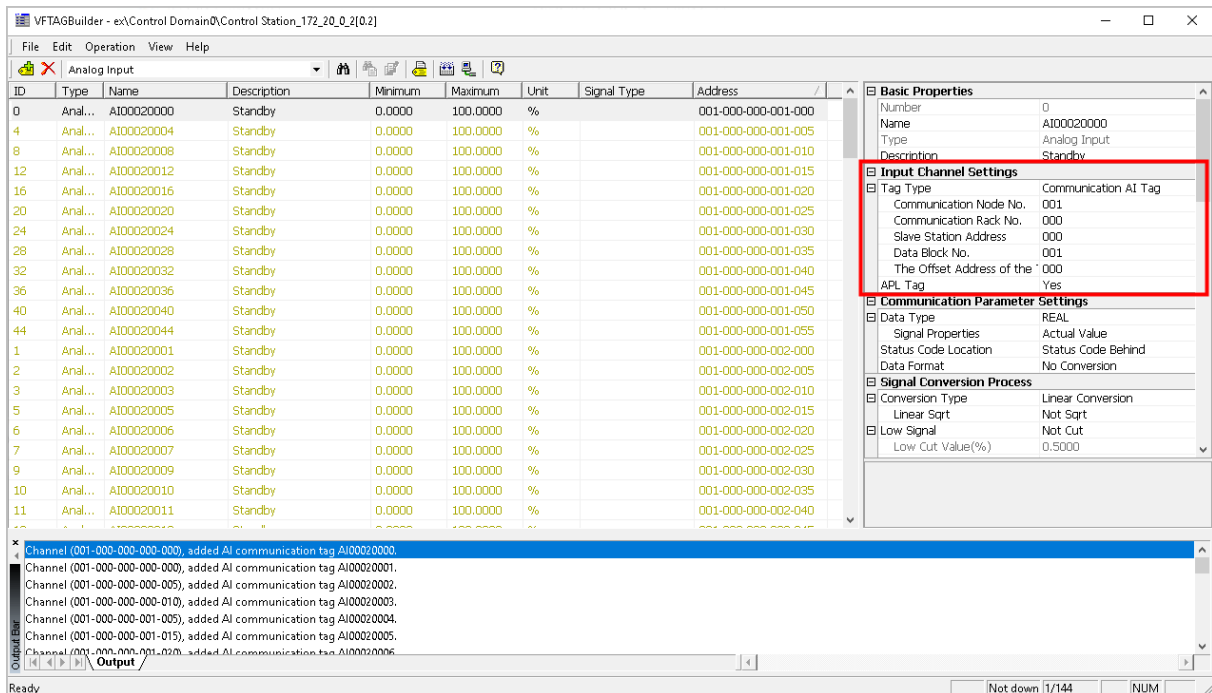 VFTAGBuilder - ex\Control Domain0\Control Station_172_20_0_2[0.2]
File Edit Operation View Help
Analog Input
ID Type Name Description Minimum Maximum Unit Signal Type Address
0 Anal... AI00020000 Standby 0.0000 100.0000 % 001-000-000-001-000
4 Anal... AI00020004 Standby 0.0000 100.0000 % 001-000-000-001-005
8 Anal... AI00020008 Standby 0.0000 100.0000 % 001-000-000-001-010
12 Anal... AI00020012 Standby 0.0000 100.0000 % 001-000-000-001-015
16 Anal... AI00020016 Standby 0.0000 100.0000 % 001-000-000-001-020
20 Anal... AI00020020 Standby 0.0000 100.0000 % 001-000-000-001-025
24 Anal... AI00020024 Standby 0.0000 100.0000 % 001-000-000-001-030
28 Anal... AI00020028 Standby 0.0000 100.0000 % 001-000-000-001-035
32 Anal... AI00020032 Standby 0.0000 100.0000 % 001-000-000-001-040
36 Anal... AI00020036 Standby 0.0000 100.0000 % 001-000-000-001-045
40 Anal... AI00020040 Standby 0.0000 100.0000 % 001-000-000-001-050
44 Anal... AI00020044 Standby 0.0000 100.0000 % 001-000-000-001-055
1 Anal... AI00020001 Standby 0.0000 100.0000 % 001-000-000-002-000
2 Anal... AI00020002 Standby 0.0000 100.0000 % 001-000-000-002-005
3 Anal... AI00020003 Standby 0.0000 100.0000 % 001-000-000-002-010
5 Anal... AI00020005 Standby 0.0000 100.0000 % 001-000-000-002-015
6 Anal... AI00020006 Standby 0.0000 100.0000 % 001-000-000-002-020
7 Anal... AI00020007 Standby 0.0000 100.0000 % 001-000-000-002-025
9 Anal... AI00020009 Standby 0.0000 100.0000 % 001-000-000-002-030
10 Anal... AI00020010 Standby 0.0000 100.0000 % 001-000-000-002-035
11 Anal... AI00020011 Standby 0.0000 100.0000 % 001-000-000-002-040
Basic Properties
Number 0
Name AI00020000
Type Analog Input
Description Standby
Input Channel Settings
Tag Type Communication AI Tag
Communication Node No. 001
Communication Rack No. 000
Slave Station Address 000
Data Block No. 001
The Offset Address of the 000
APL Tag Yes
Communication Parameter Settings
Data Type REAL
Signal Properties Actual Value
Status Code Location Status Code Behind
Data Format No Conversion
Signal Conversion Process
Conversion Type Linear Conversion
Linear Sqrt Not Sqrt
Low Signal Not Cut
Low Cut Value(%) 0.5000
Channel (001-000-000-000-000), added AI communication tag AI00020000.
Channel (001-000-000-000-000), added AI communication tag AI00020001.
Channel (001-000-000-000-005), added AI communication tag AI00020002.
Channel (001-000-000-000-010), added AI communication tag AI00020003.
Channel (001-000-000-001-005), added AI communication tag AI00020004.
Channel (001-000-000-001-015), added AI communication tag AI00020005.
Channel (001-000-000-001-020), added AI communication tag AI00020006.
Output Bar
Output
Ready Not down 1/144 NUM